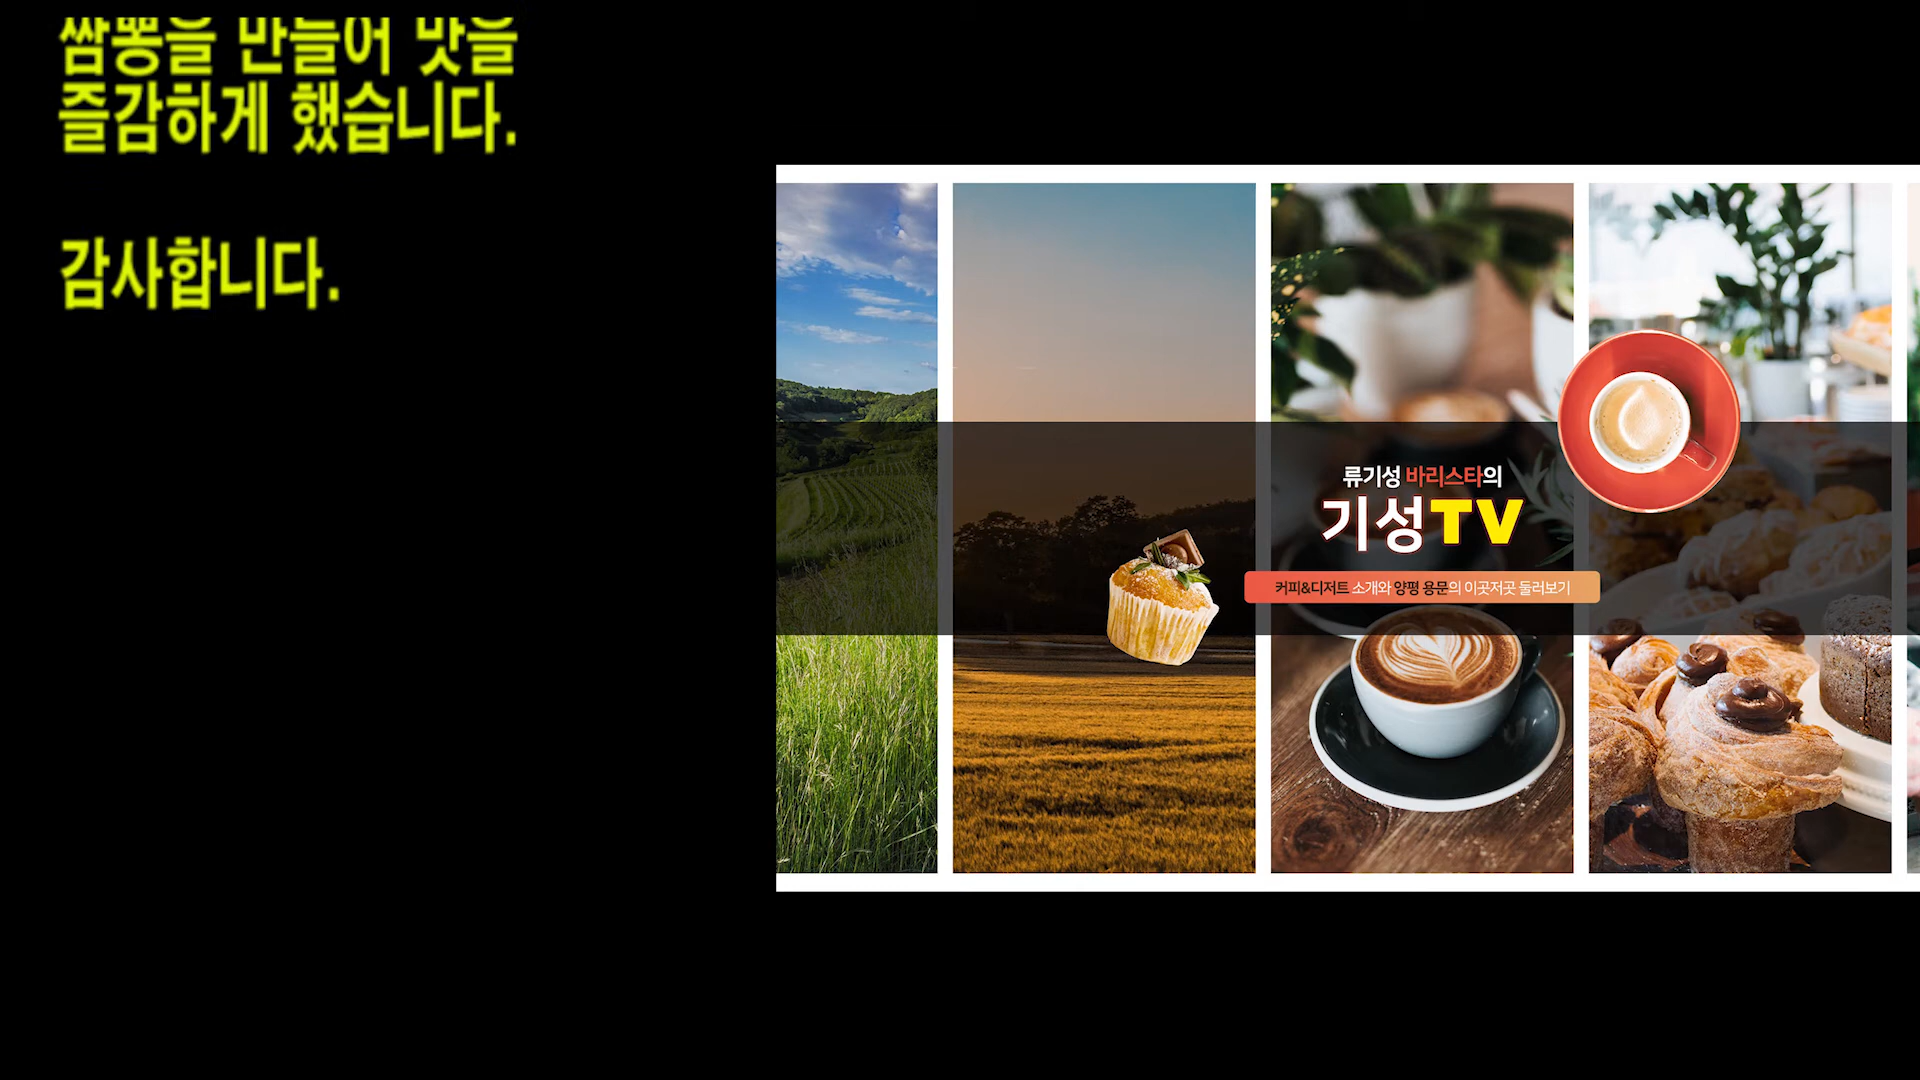 짬뽕을 만들어 맛을
즐감하게 했습니다.
감사합니다.
류기성 바리스타의
기성TV
커피&디저트 소개와 양평 용문의 이곳저곳 둘러보기